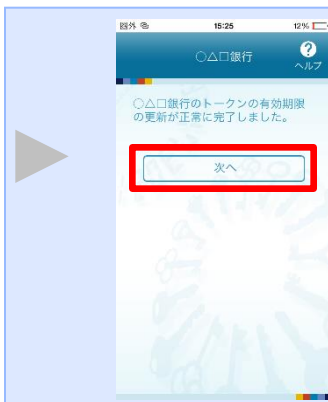 圏外
15:25
12%
○△□銀行
?
ヘルプ
○△□銀行のトークンの有効期限
の更新が正常に完了しました。
次へ